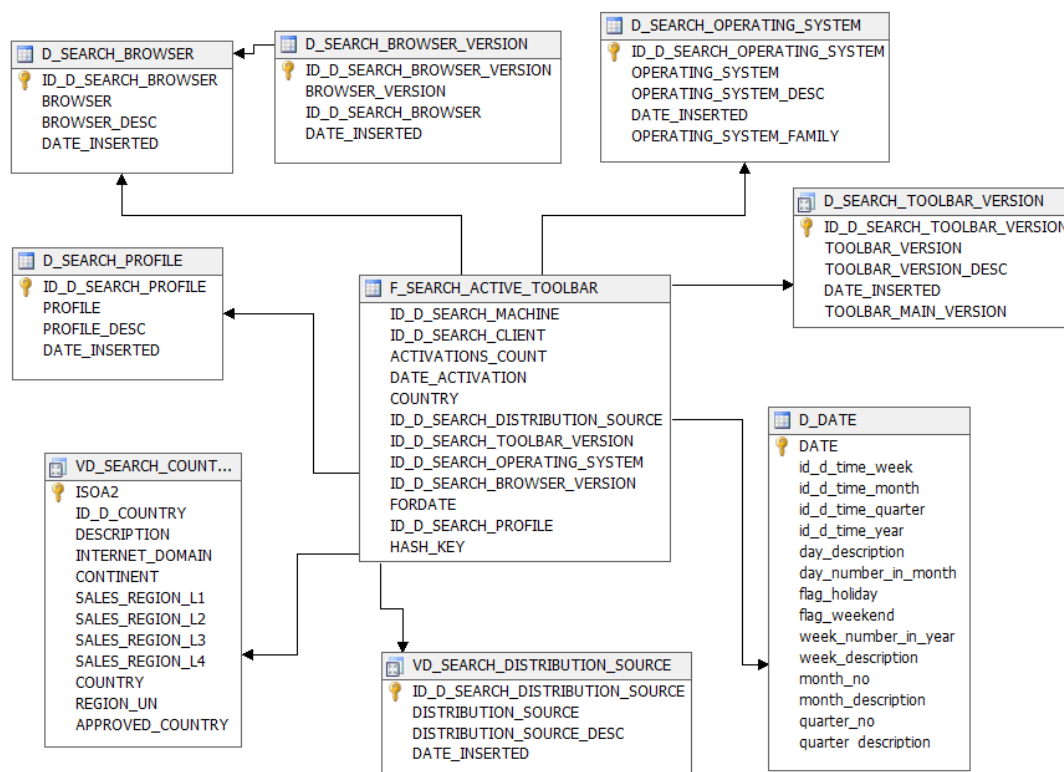 D_SEARCH_BROWSER
ID_D_SEARCH_BROWSER
BROWSER
BROWSER_DESC
DATE_INSERTED
D_SEARCH_BROWSER_VERSION
ID_D_SEARCH_BROWSER_VERSION
BROWSER_VERSION
ID_D_SEARCH_BROWSER
DATE_INSERTED
D_SEARCH_OPERATING_SYSTEM
ID_D_SEARCH_OPERATING_SYSTEM
OPERATING_SYSTEM
OPERATING_SYSTEM_DESC
DATE_INSERTED
OPERATING_SYSTEM_FAMILY
D_SEARCH_TOOLBAR_VERSION
ID_D_SEARCH_TOOLBAR_VERSION
TOOLBAR_VERSION
TOOLBAR_VERSION_DESC
DATE_INSERTED
TOOLBAR_MAIN_VERSION
D_SEARCH_PROFILE
ID_D_SEARCH_PROFILE
PROFILE
PROFILE_DESC
DATE_INSERTED
F_SEARCH_ACTIVE_TOOLBAR
ID_D_SEARCH_MACHINE
ID_D_SEARCH_CLIENT
ACTIVATIONS_COUNT
DATE_ACTIVATION
COUNTRY
ID_D_SEARCH_DISTRIBUTION_SOURCE
ID_D_SEARCH_TOOLBAR_VERSION
ID_D_SEARCH_OPERATING_SYSTEM
ID_D_SEARCH_BROWSER_VERSION
FORDATE
ID_D_SEARCH_PROFILE
HASH_KEY
D_DATE
DATE
id_d_time_week
id_d_time_month
id_d_time_quarter
id_d_time_year
day_description
day_number_in_month
flag_holiday
flag_weekend
week_number_in_year
week_description
month_no
month_description
quarter_no
quarter_description
VD_SEARCH_COUNT...
ISOA2
ID_D_COUNTRY
DESCRIPTION
INTERNET_DOMAIN
CONTINENT
SALES_REGION_L1
SALES_REGION_L2
SALES_REGION_L3
SALES_REGION_L4
COUNTRY
REGION_UN
APPROVED_COUNTRY
VD_SEARCH_DISTRIBUTION_SOURCE
ID_D_SEARCH_DISTRIBUTION_SOURCE
DISTRIBUTION_SOURCE
DISTRIBUTION_SOURCE_DESC
DATE_INSERTED